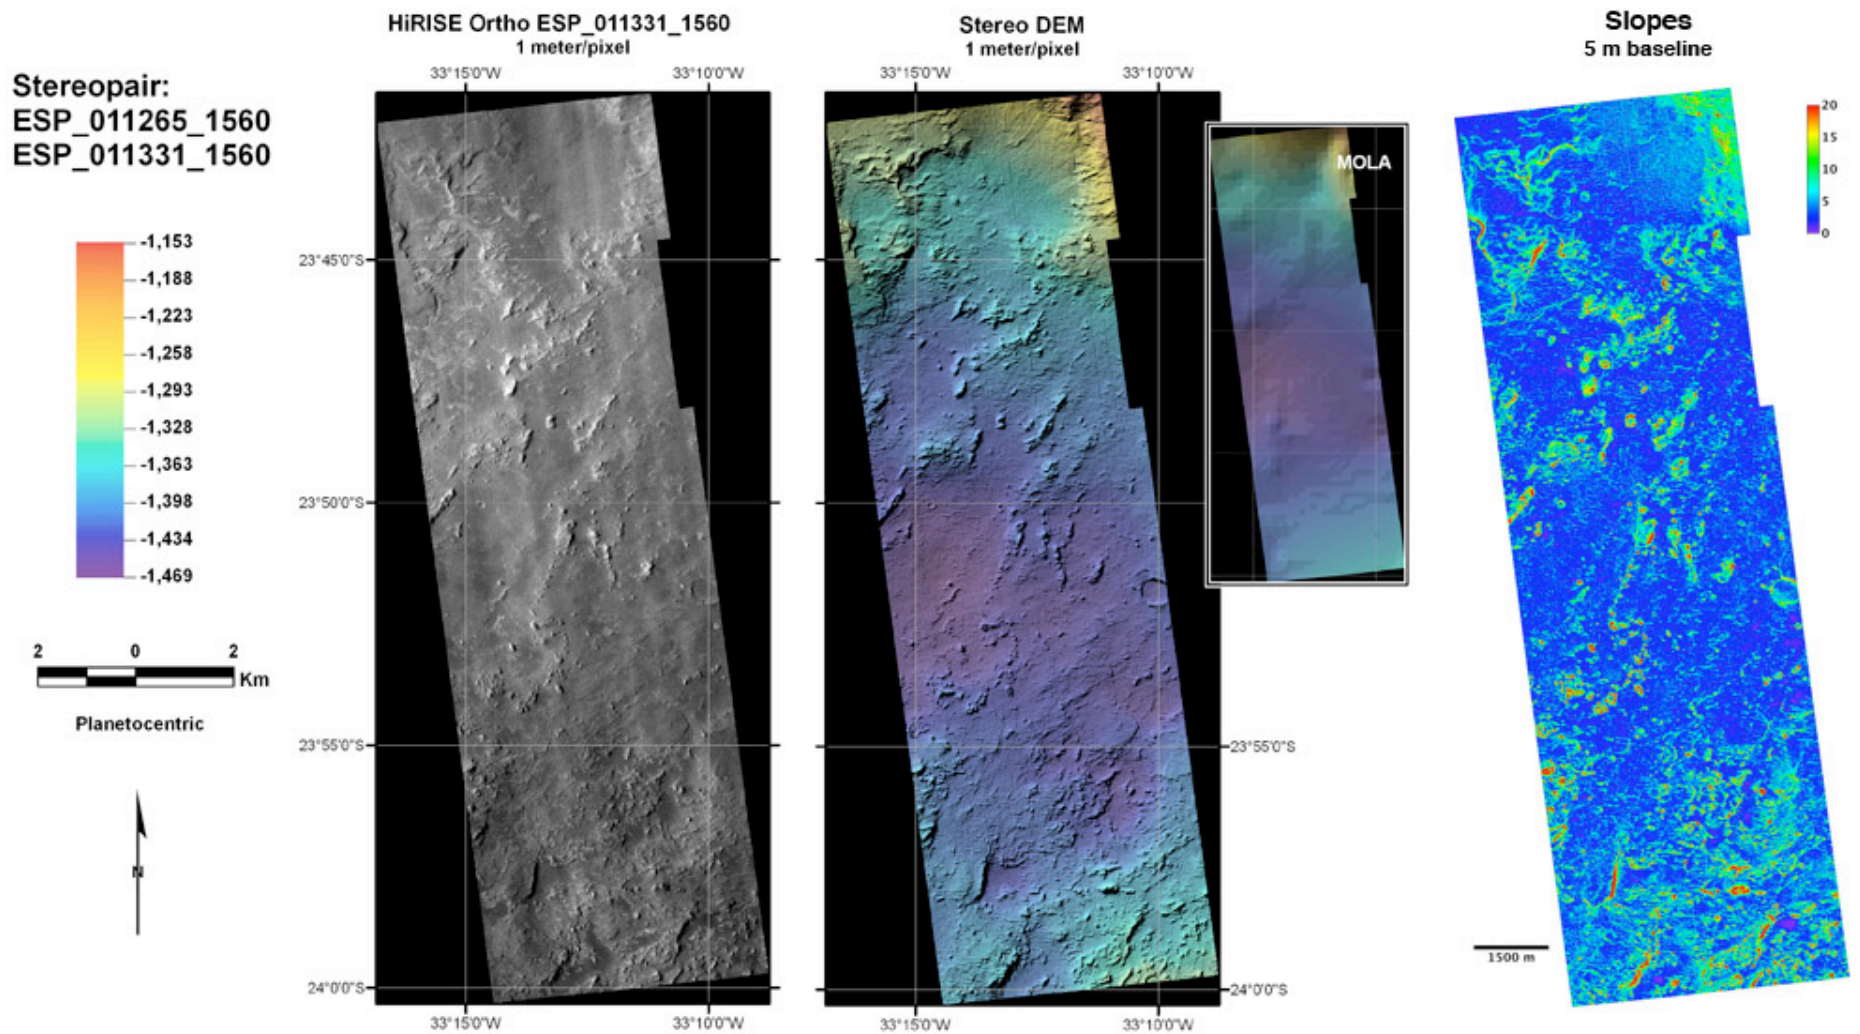 HiRISE Ortho ESP_011331_1560
1 meter/pixel
Stereo DEM
1 meter/pixel
Slopes
5 m baseline
Stereopair:
ESP_011265_1560
ESP_011331_1560
33°15'0"W
33°10'0"W
33°15'0"W
33°10'0"W
MOLA
20
15
10
5
0
-1,153
-1,188
-1,223
-1,258
-1,293
-1,328
-1,363
-1,398
-1,434
-1,469
23°45'0"S
23°50'0"S
23°55'0"S
23°55'0"S
24°0'0"S
24°0'0"S
2 0 2
Km
Planetocentric
N
1500 m
33°15'0"W
33°10'0"W
33°15'0"W
33°10'0"W